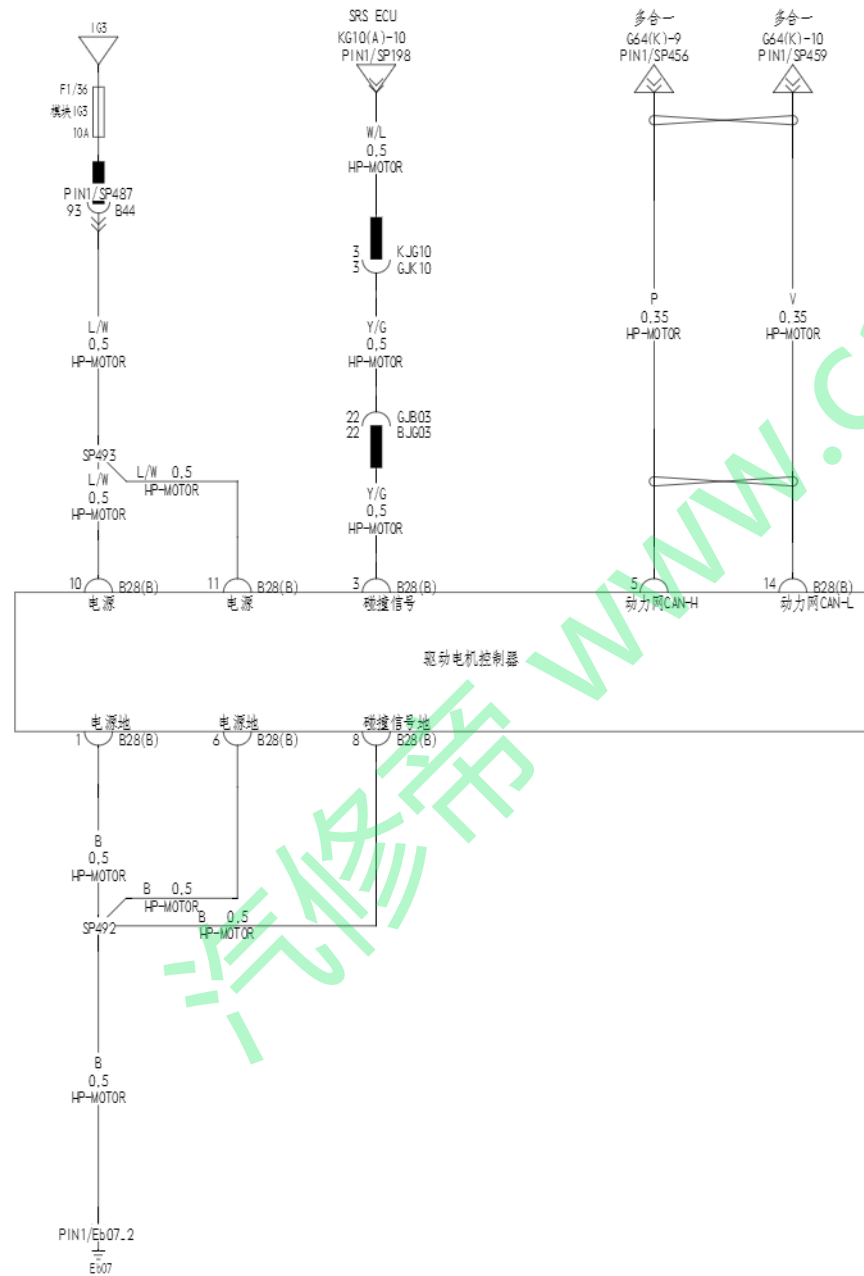 IG3
F1/36
模块IG3
10A
PIN1/SP487
93 B44
L/W
0.5
HP-MOTOR
SP493
L/W
0.5
HP-MOTOR
L/W 0.5
HP-MOTOR
SRS ECU
KG10(A)-10
PIN1/SP198
W/L
0.5
HP-MOTOR
3 KJG10
3 GJK10
Y/G
0.5
HP-MOTOR
22 GJB03
22 BJG03
Y/G
0.5
HP-MOTOR
多合一
G64(K)-9
PIN1/SP456
P
0.35
HP-MOTOR
多合一
G64(K)-10
PIN1/SP459
V
0.35
HP-MOTOR
10 B28(B)
电源
11 B28(B)
电源
3 B28(B)
碰撞信号
5
动力网CAN-H
14 B28(B)
动力网CAN-L
驱动电机控制器
电源地
1 B28(B)
电源地
6 B28(B)
碰撞信号地
8 B28(B)
B
0.5
HP-MOTOR
B 0.5
HP-MOTOR
B 0.5
HP-MOTOR
SP492
B
0.5
HP-MOTOR
PIN1/Eb07_2
Eb07
汽修帝 www.c